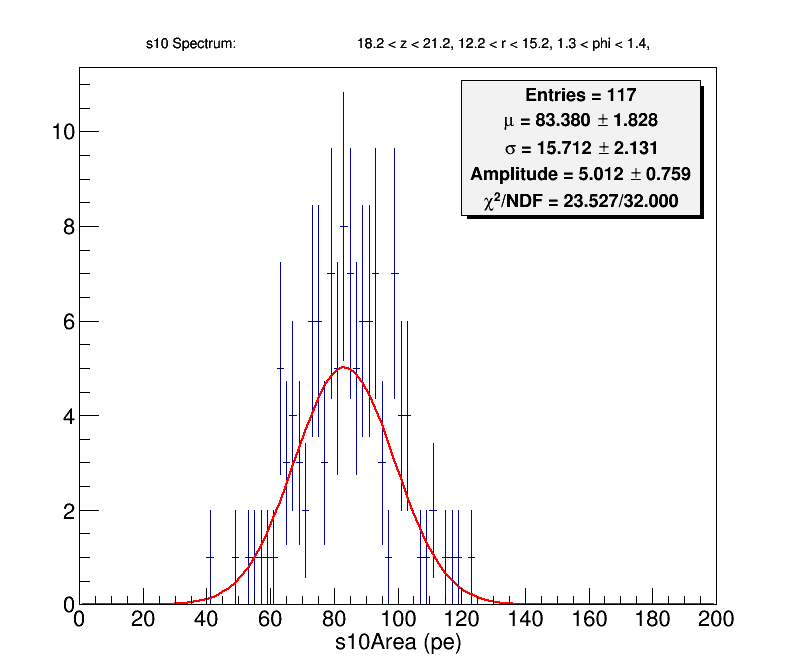 s10 Spectrum: 18.2 < z < 21.2, 12.2 < r < 15.2, 1.3 < phi < 1.4,
Entries = 117
μ = 83.380 ± 1.828
σ = 15.712 ± 2.131
Amplitude = 5.012 ± 0.759
χ²/NDF = 23.527/32.000
10
8
6
4
2
0
0 20 40 60 80 100 120 140 160 180 200
s10Area (pe)